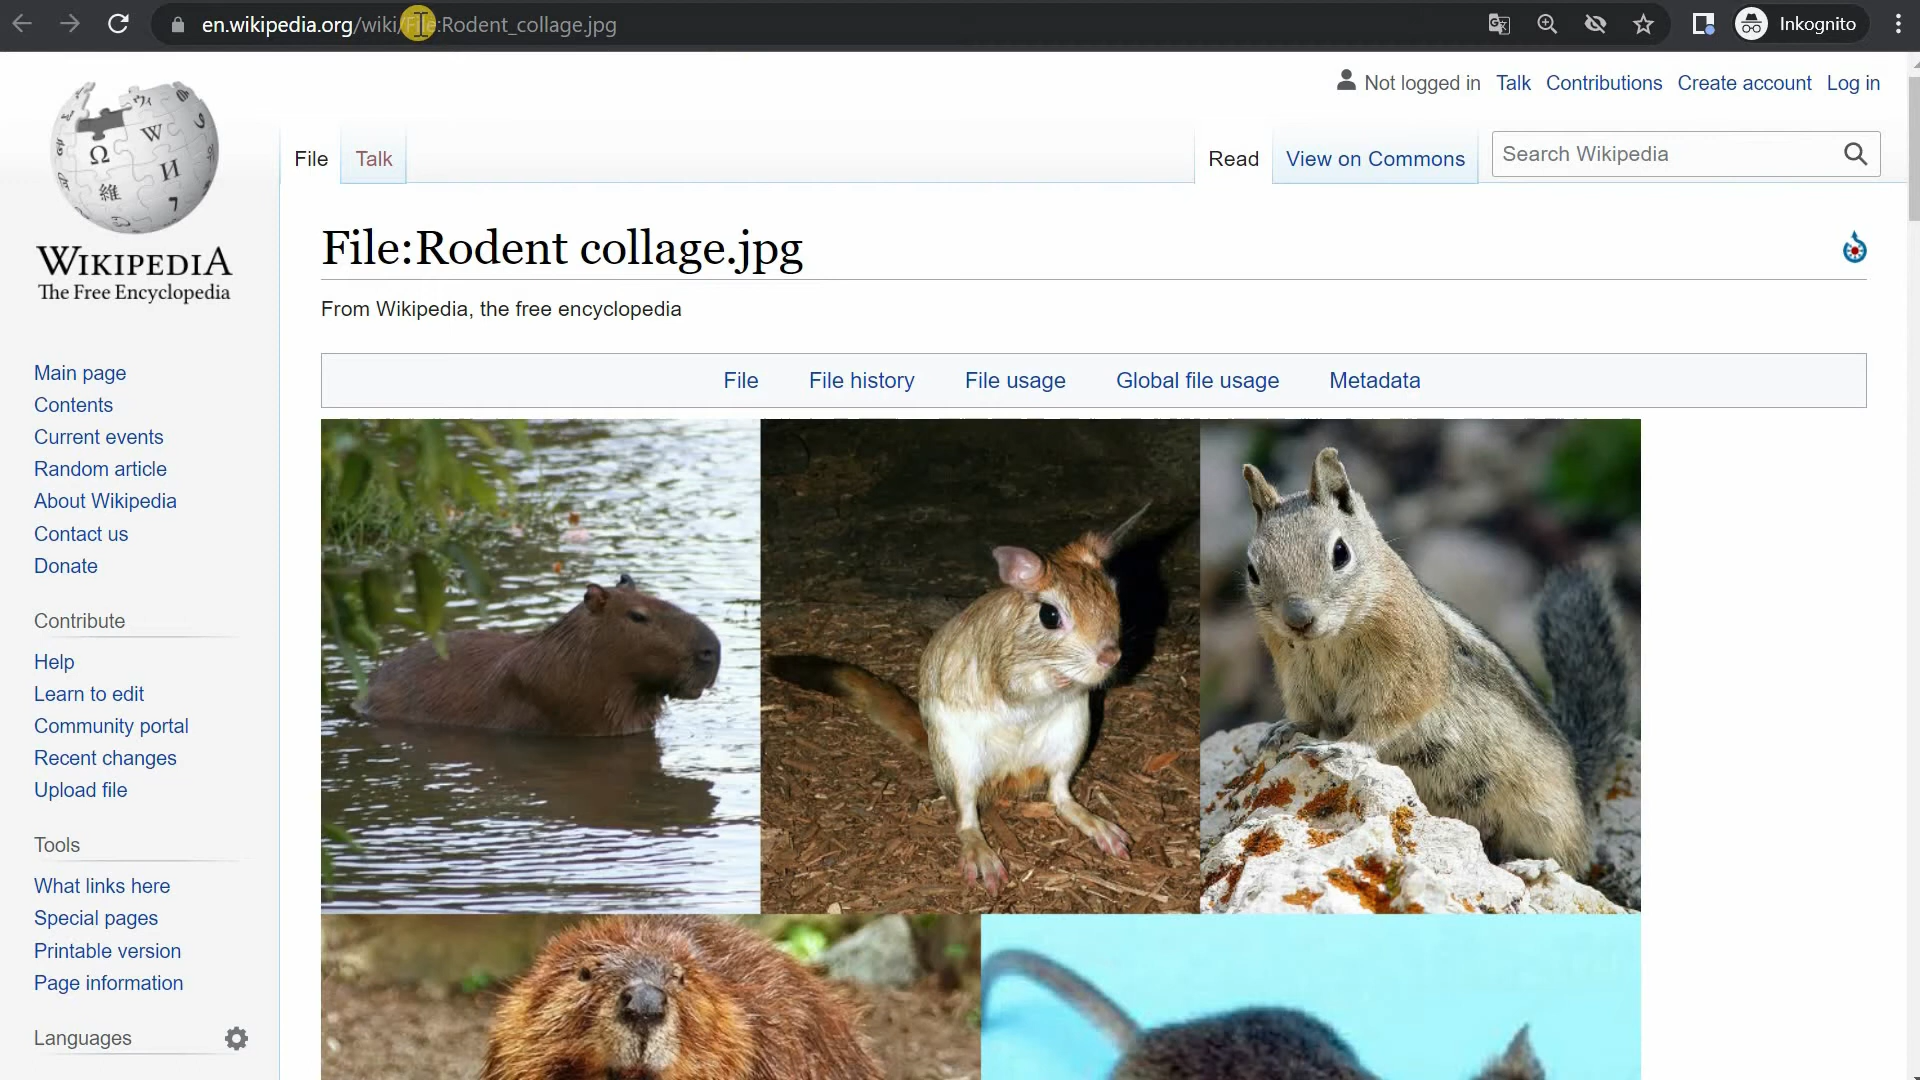 en.wikipedia.org/wiki/File:Rodent_collage.jpg
Inkognito
Not logged in Talk Contributions Create account Log in
File Talk Read View on Commons Search Wikipedia
WIKIPEDIA
The Free Encyclopedia
File:Rodent collage.jpg
From Wikipedia, the free encyclopedia
File File history File usage Global file usage Metadata
Main page
Contents
Current events
Random article
About Wikipedia
Contact us
Donate
Contribute
Help
Learn to edit
Community portal
Recent changes
Upload file
Tools
What links here
Special pages
Printable version
Page information
Languages